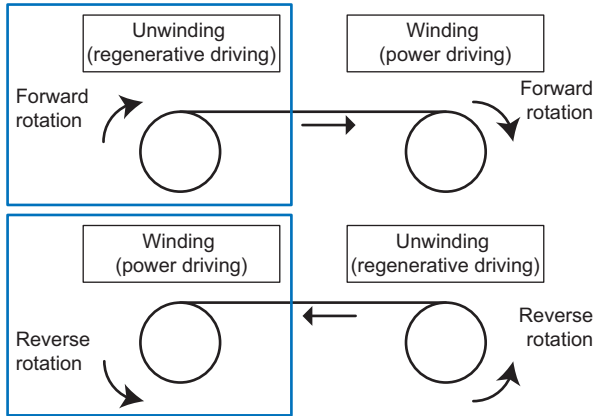 Unwinding
(regenerative driving)
Winding
(power driving)
Forward
rotation
Forward
rotation
Winding
(power driving)
Unwinding
(regenerative driving)
Reverse
rotation
Reverse
rotation